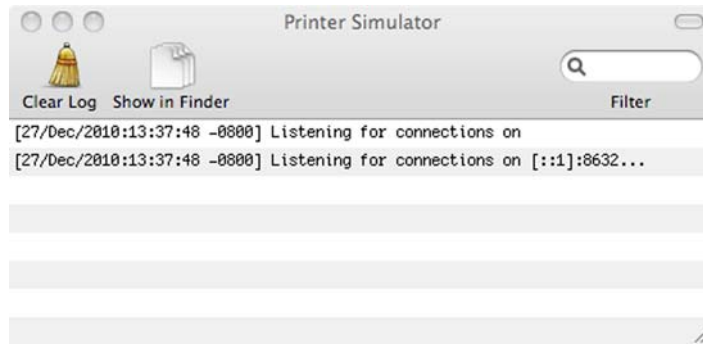 Printer Simulator
Clear Log Show in Finder
Filter
[27/Dec/2010:13:37:48 -0800] Listening for connections on
[27/Dec/2010:13:37:48 -0800] Listening for connections on [::1]:8632...